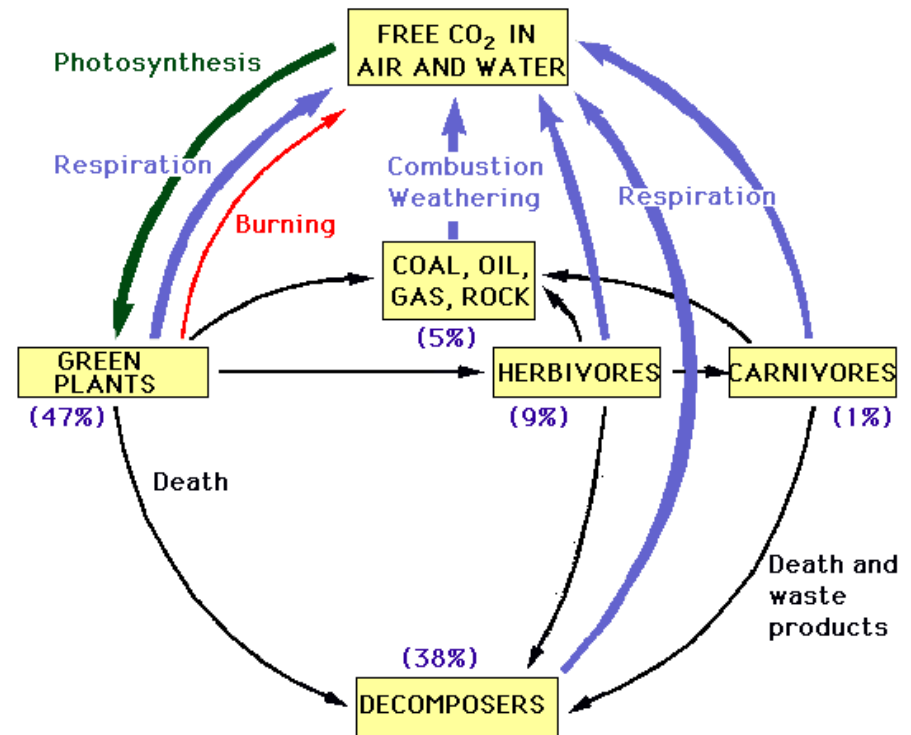 FREE CO₂ IN
AIR AND WATER
Photosynthesis
Respiration
Burning
Combustion
Weathering
Respiration
COAL, OIL,
GAS, ROCK
(5%)
GREEN
PLANTS
(47%)
HERBIVORES
(9%)
CARNIVORES
(1%)
Death
Death and
waste
products
(38%)
DECOMPOSERS